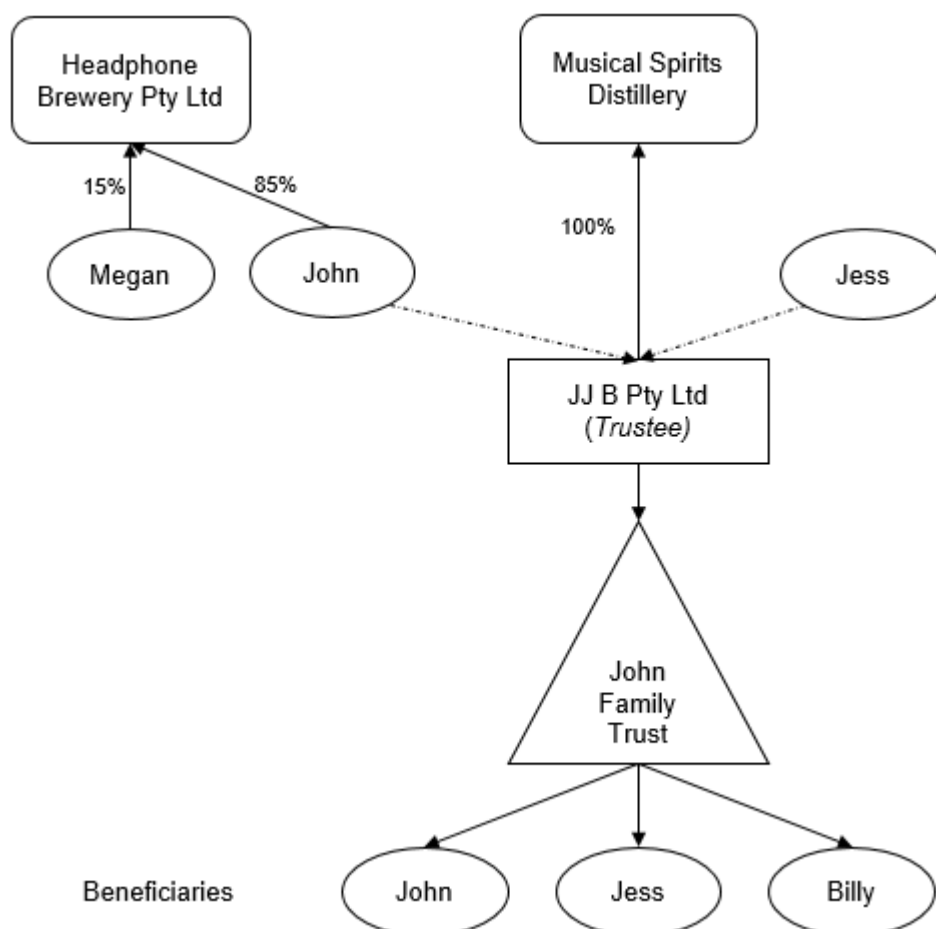 Headphone
Brewery Pty Ltd
Musical Spirits
Distillery
15%
85%
100%
Megan
John
Jess
JJ B Pty Ltd
(Trustee)
John
Family
Trust
Beneficiaries
John
Jess
Billy